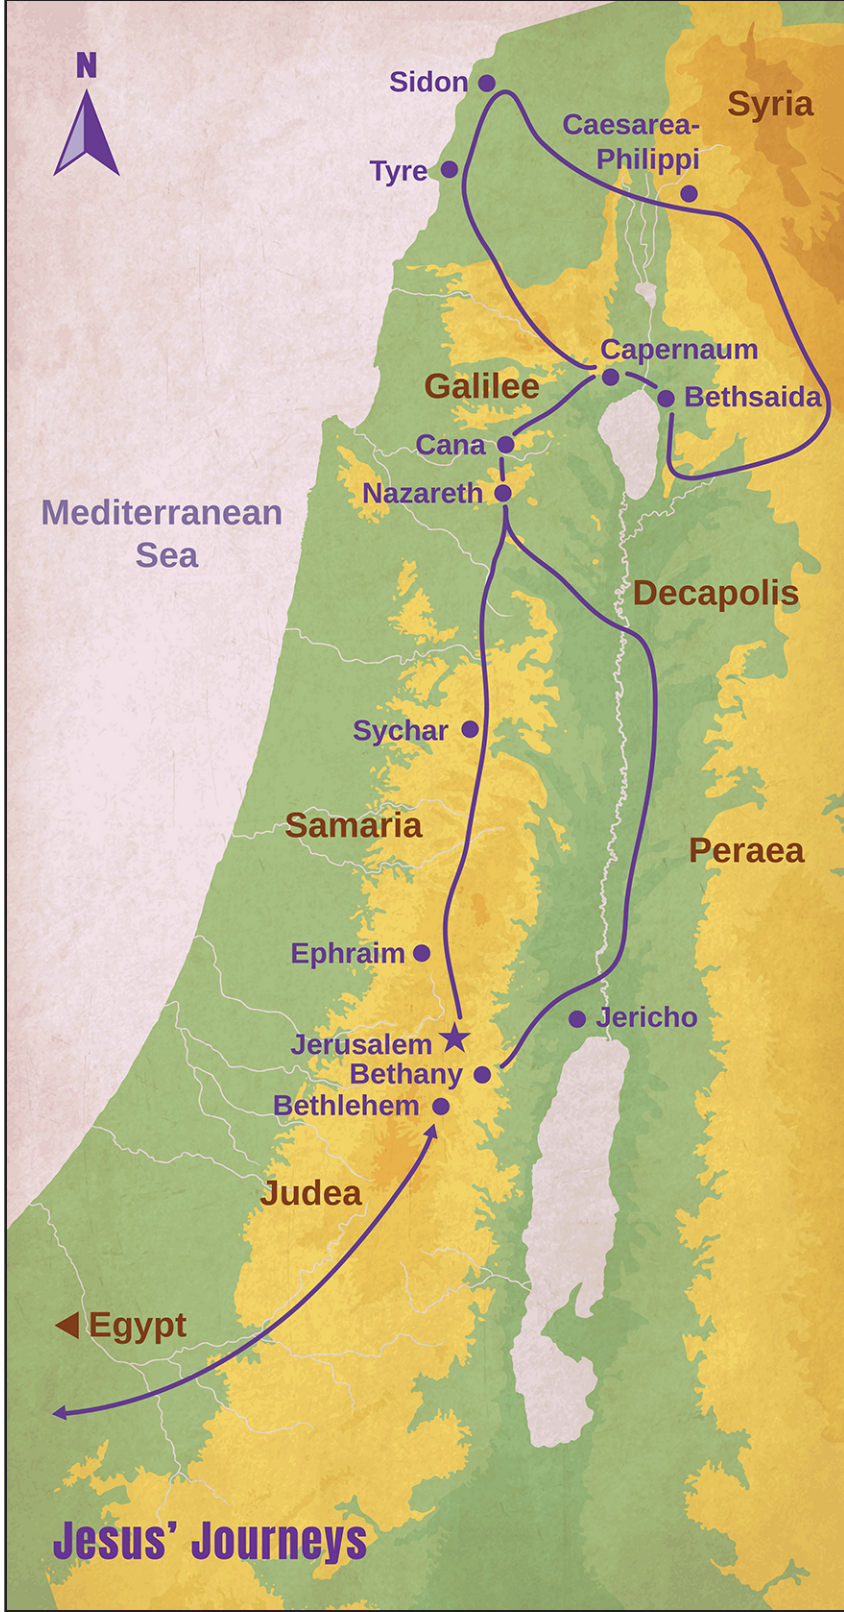 N
Sidon
Syria
Caesarea-
Philippi
Tyre
Capernaum
Galilee
Bethsaida
Cana
Nazareth
Mediterranean
Sea
Decapolis
Sychar
Samaria
Peraea
Ephraim
Jericho
Jerusalem
Bethany
Bethlehem
Judea
Egypt
Jesus’ Journeys